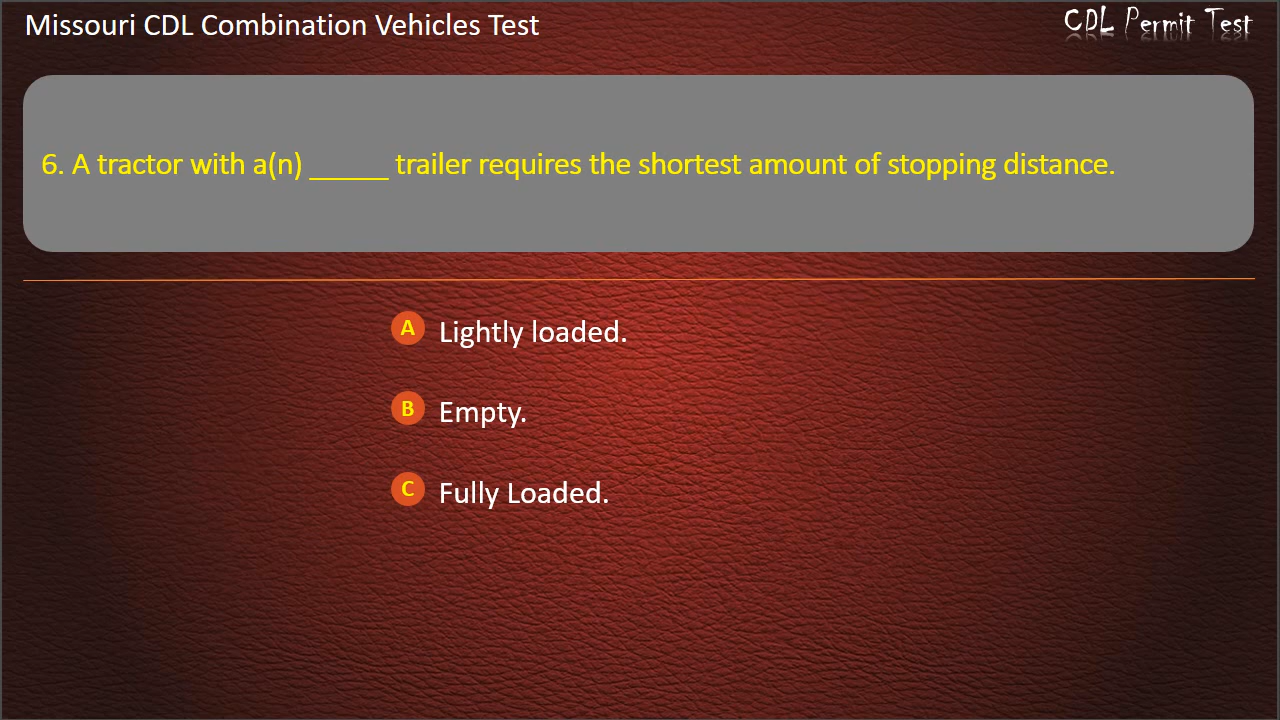 Missouri CDL Combination Vehicles Test
CDL Permit Test
6. A tractor with a(n) _____ trailer requires the shortest amount of stopping distance.
A Lightly loaded.
B Empty.
C Fully Loaded.